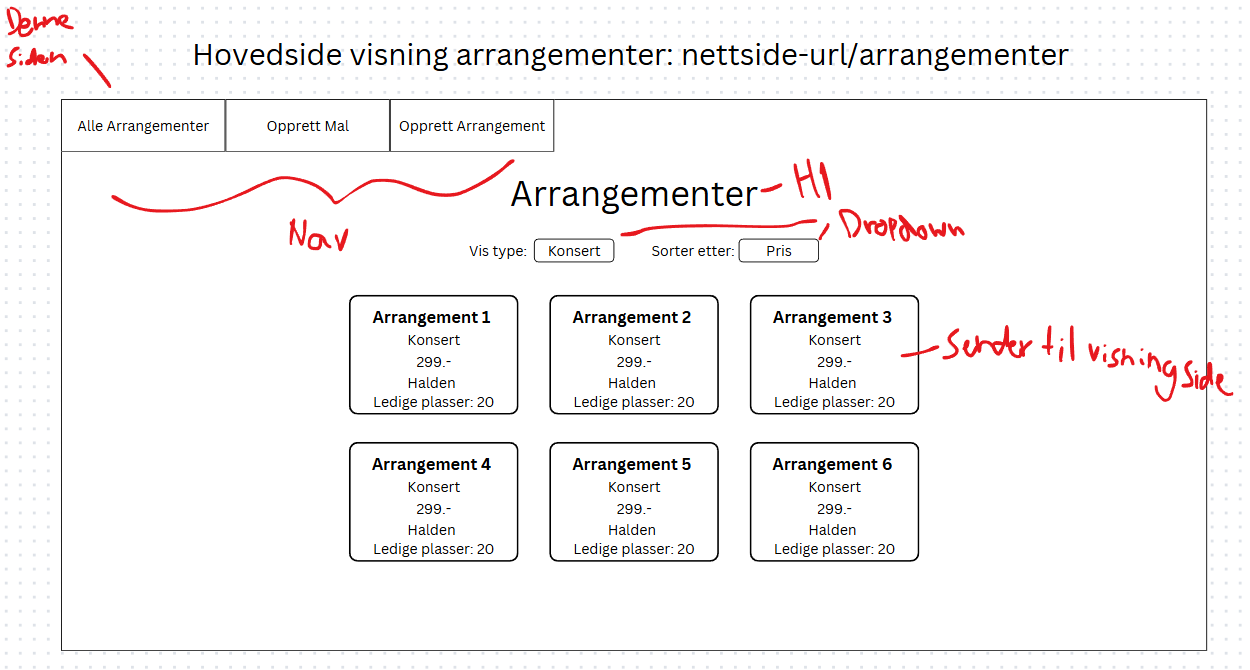 Denne
siden
Hovedside visning arrangementer: nettside-url/arrangementer
Alle Arrangementer
Opprett Mal
Opprett Arrangement
Nav
Arrangementer
H1
Dropdown
Vis type: Konsert
Sorter etter: Pris
Arrangement 1
Konsert
299.-
Halden
Ledige plasser: 20
Arrangement 2
Konsert
299.-
Halden
Ledige plasser: 20
Arrangement 3
Konsert
299.-
Halden
Ledige plasser: 20
Sender til visning side
Arrangement 4
Konsert
299.-
Halden
Ledige plasser: 20
Arrangement 5
Konsert
299.-
Halden
Ledige plasser: 20
Arrangement 6
Konsert
299.-
Halden
Ledige plasser: 20